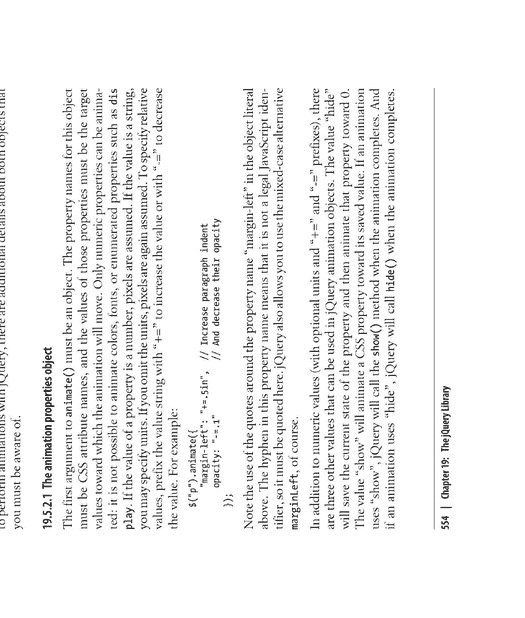 to perform animations with jQuery, there are additional details about both objects that
you must be aware of.
19.5.2.1 The animation properties object
The first argument to animate() must be an object. The property names for this object
must be CSS attribute names, and the values of those properties must be the target
values toward which the animation will move. Only numeric properties can be anima-
ted: it is not possible to animate colors, fonts, or enumerated properties such as dis
play. If the value of a property is a number, pixels are assumed. If the value is a string,
you may specify units. If you omit the units, pixels are again assumed. To specify relative
values, prefix the value string with “+=” to increase the value or with “-=” to decrease
the value. For example:
$("p").animate({
"margin-left": "+=.5in", // Increase paragraph indent
opacity: "-=.1" // And decrease their opacity
});
Note the use of the quotes around the property name “margin-left” in the object literal
above. The hyphen in this property name means that it is not a legal JavaScript iden-
tifier, so it must be quoted here. jQuery also allows you to use the mixed-case alternative
marginLeft, of course.
In addition to numeric values (with optional units and “+=” and “-=” prefixes), there
are three other values that can be used in jQuery animation objects. The value “hide”
will save the current state of the property and then animate that property toward 0.
The value “show” will animate a CSS property toward its saved value. If an animation
uses “show”, jQuery will call the show() method when the animation completes. And
if an animation uses “hide”, jQuery will call hide() when the animation completes.
554 | Chapter 19: The jQuery Library